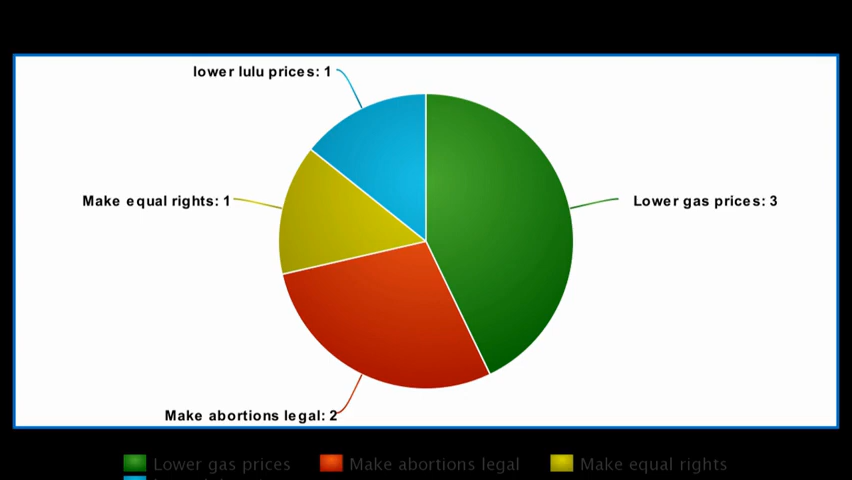 lower lulu prices: 1
Make equal rights: 1
Lower gas prices: 3
Make abortions legal: 2
Lower gas prices
Make abortions legal
Make equal rights